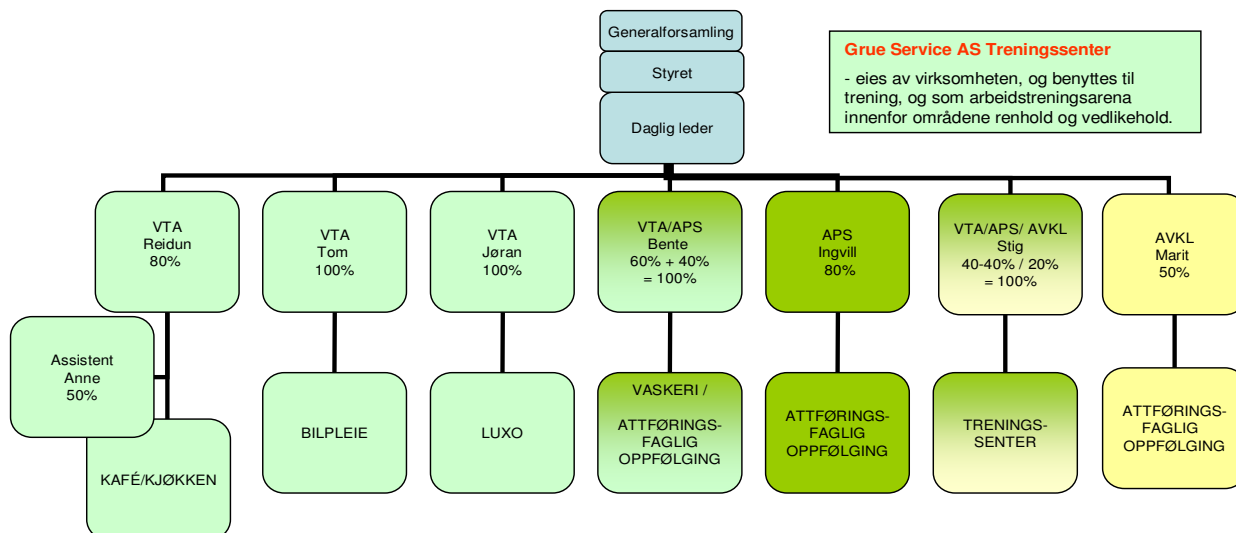 Generalforsamling
Styret
Daglig leder
Grue Service AS Treningssenter
- eies av virksomheten, og benyttes til
trening, og som arbeidstreningsarena
innenfor områdene renhold og vedlikehold.
VTA
Reidun
80%
VTA
Tom
100%
VTA
Jøran
100%
VTA/APS
Bente
60% + 40%
= 100%
APS
Ingvill
80%
VTA/APS/ AVKL
Stig
40-40% / 20%
= 100%
AVKL
Marit
50%
Assistent
Anne
50%
KAFÉ/KJØKKEN
BILPLEIE
LUXO
VASKERI /
ATTFØRINGS-
FAGLIG
OPPFØLGING
ATTFØRINGS-
FAGLIG
OPPFØLGING
TRENINGS-
SENTER
ATTFØRINGS-
FAGLIG
OPPFØLGING